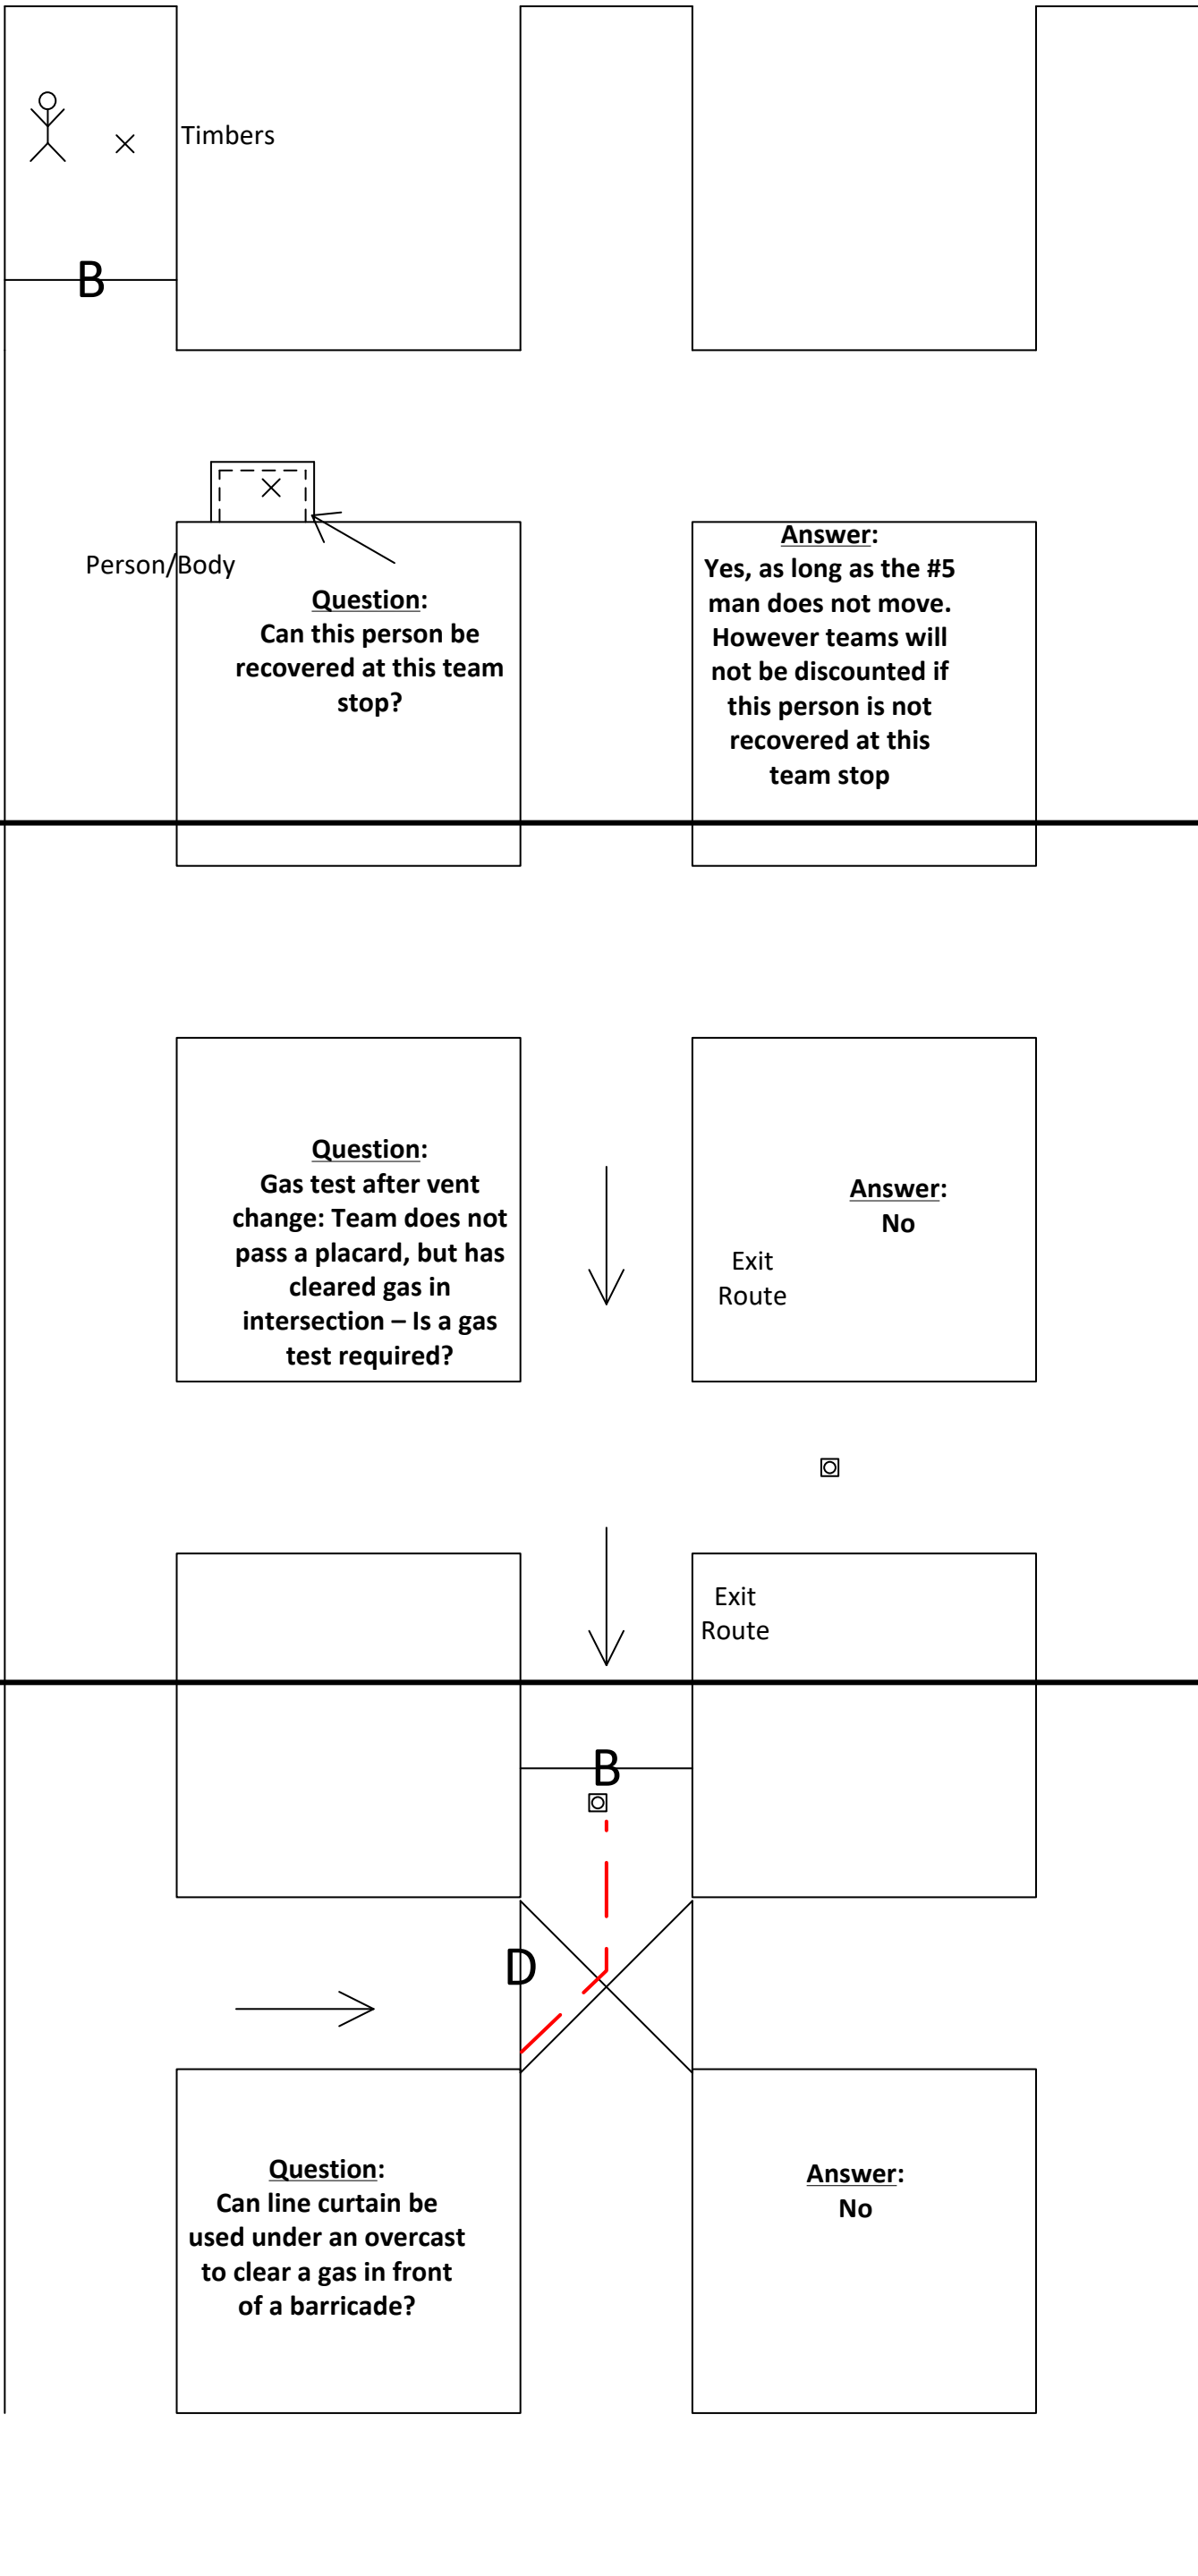 Timbers
B
Person/Body
Question:
Can this person be
recovered at this team
stop?
Answer:
Yes, as long as the #5
man does not move.
However teams will
not be discounted if
this person is not
recovered at this
team stop
Question:
Gas test after vent
change: Team does not
pass a placard, but has
cleared gas in
intersection – Is a gas
test required?
Answer:
No
Exit
Route
Exit
Route
B
D
Question:
Can line curtain be
used under an overcast
to clear a gas in front
of a barricade?
Answer:
No